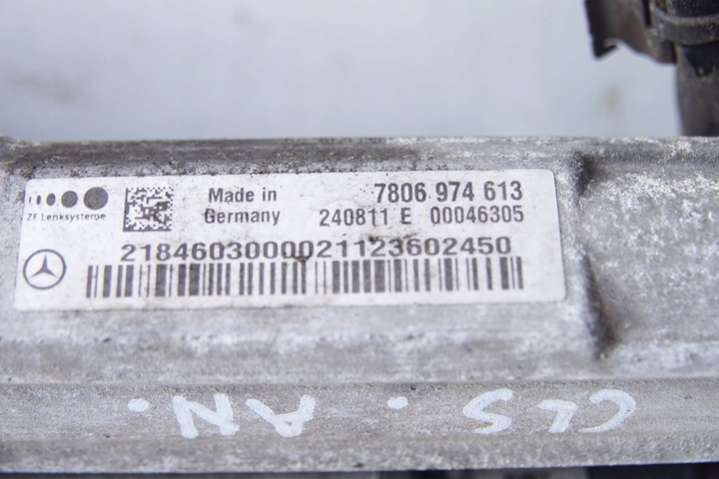 ZF Lenksysteme
Made in
Germany
7806 974 613
240811 E 00046305
2184603000021123602450
CLS. AN.